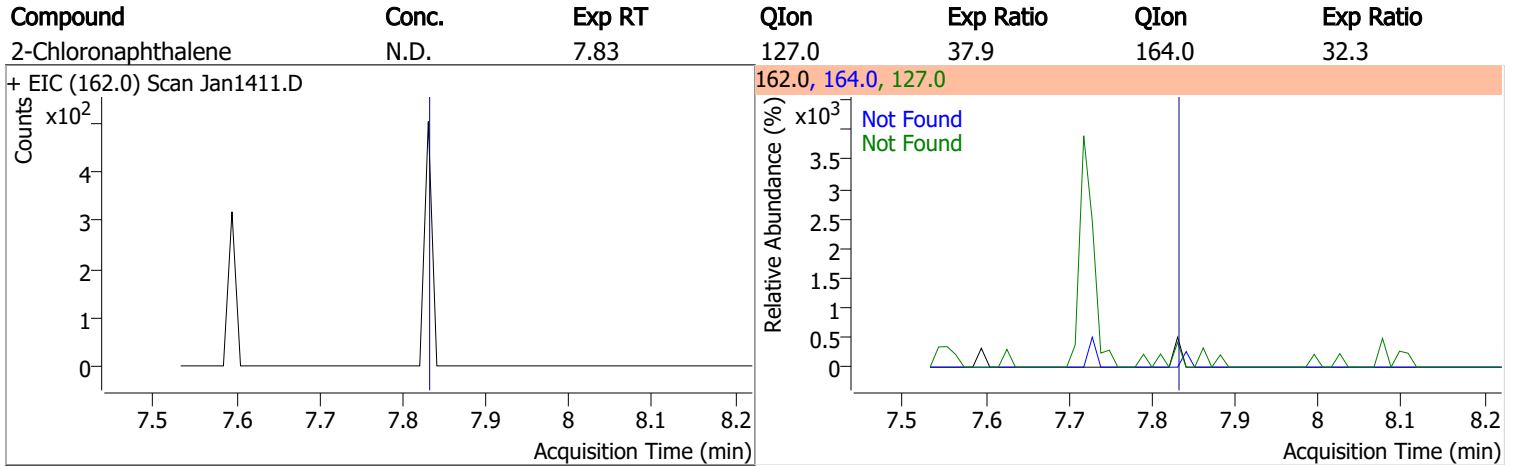 Compound Conc. Exp RT QIon Exp Ratio QIon Exp Ratio
2-Chloronaphthalene N.D. 7.83 127.0 37.9 164.0 32.3
+ EIC (162.0) Scan Jan1411.D
Counts
x10²
4
3
2
1
0
7.5 7.6 7.7 7.8 7.9 8 8.1 8.2
Acquisition Time (min)
162.0, 164.0, 127.0
Relative Abundance (%)
x10³
Not Found
Not Found
3.5
3
2.5
2
1.5
1
0.5
0
7.5 7.6 7.7 7.8 7.9 8 8.1 8.2
Acquisition Time (min)